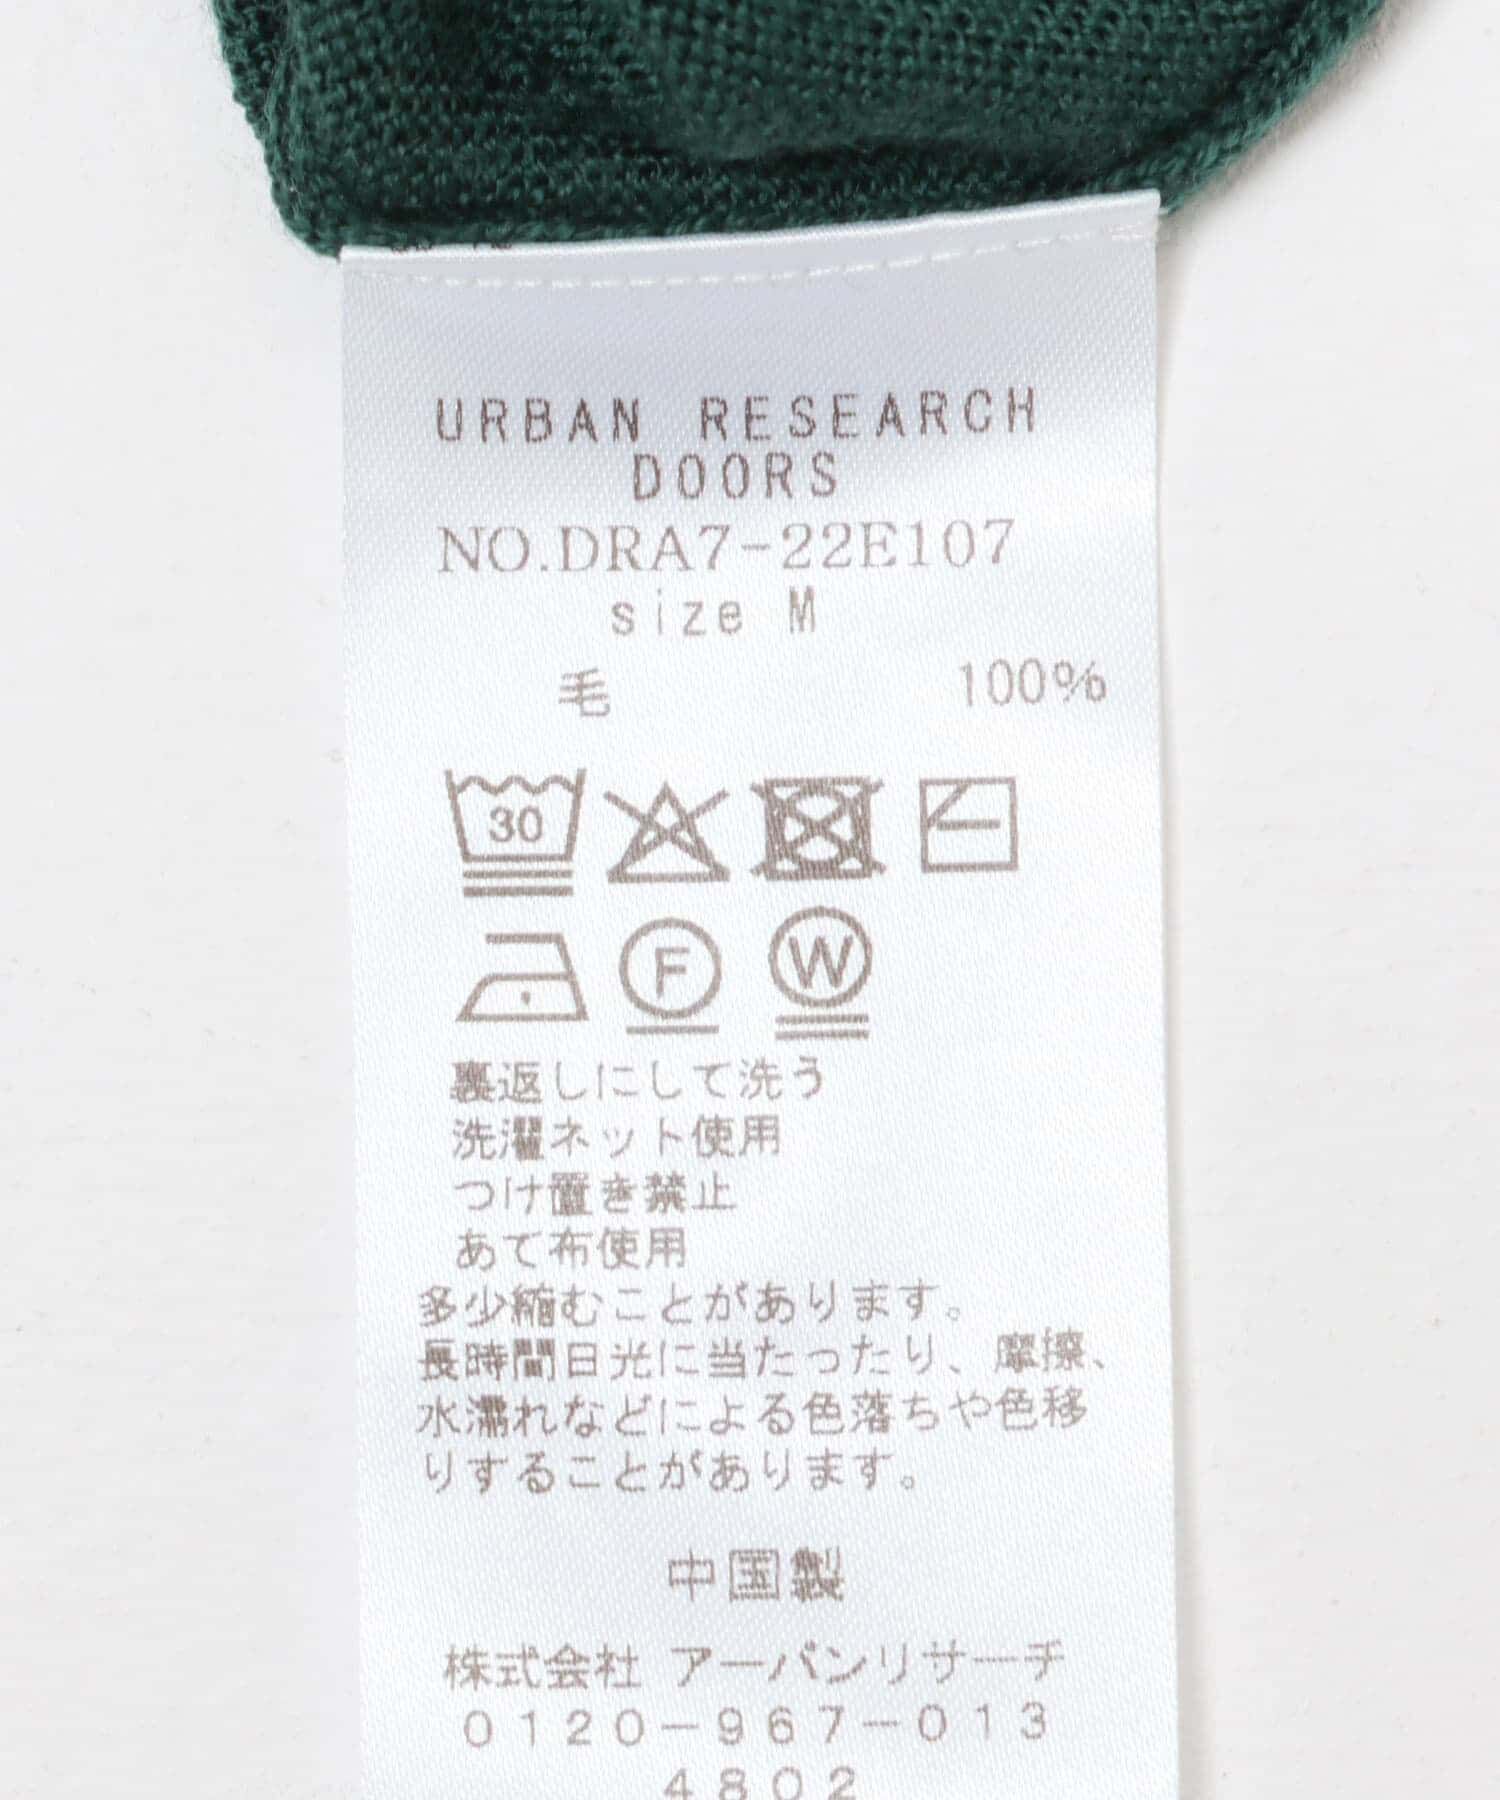 URBAN RESEARCH
DOORS
NO.DRA7-22E107
size M
毛 100%
30
F W
裏返しにして洗う
洗濯ネット使用
つけ置き禁止
あて布使用
多少縮むことがあります。
長時間日光に当たったり、摩擦、
水濡れなどによる色落ちや色移
りすることがあります。
中国製
株式会社 アーバンリサーチ
0120-967-013
4802